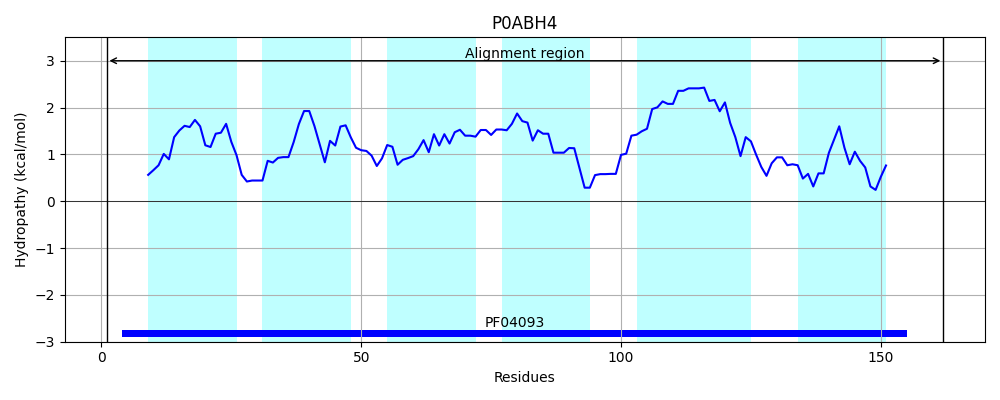 P0ABH4
Alignment region
3
2
1
0
−1
−2
−3
Hydropathy (kcal/mol)
PF04093
0 50 100 150
Residues